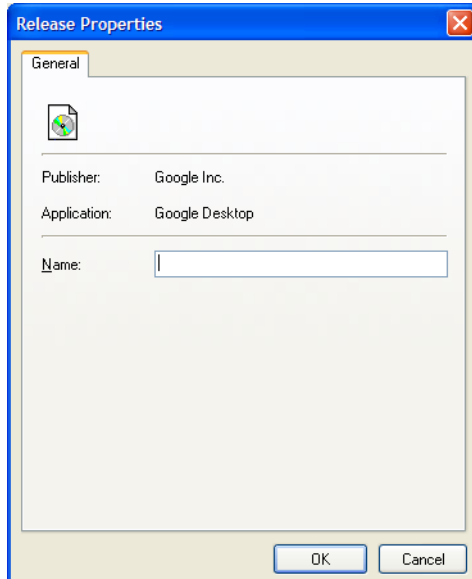 Release Properties
General
Publisher: Google Inc.
Application: Google Desktop
Name:
OK Cancel